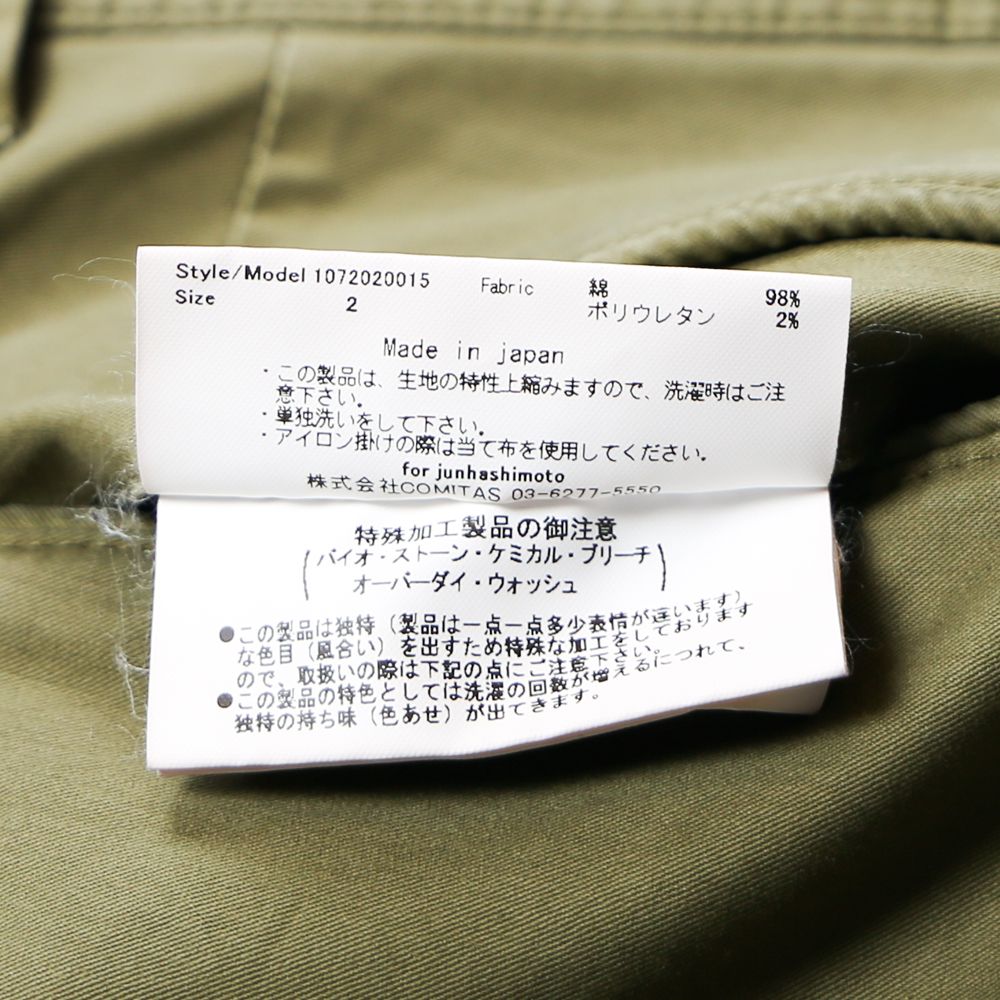 Style/Model 1072020015 Fabric 綿 98%
Size 2 ポリウレタン 2%
Made in japan
・この製品は、生地の特性上縮みますので、洗濯時はご注
意下さい。
・単独洗いをして下さい。
・アイロン掛けの際は当て布を使用してください。
for junhashimoto
株式会社COMITAS 03-6277-5550
特殊加工製品の御注意
(バイオ・ストーン・ケミカル・ブリーチ
オーバーダイ・ウォッシュ)
●この製品は独特（製品は一点一点多少表情が違います）
な色目（風合い）を出すため特殊な加工をしております
ので、取扱いの際は下記の点にご注意下さい。
●この製品の特色としては洗濯の回数が増えるにつれて、
独特の持ち味（色あせ）が出てきます。